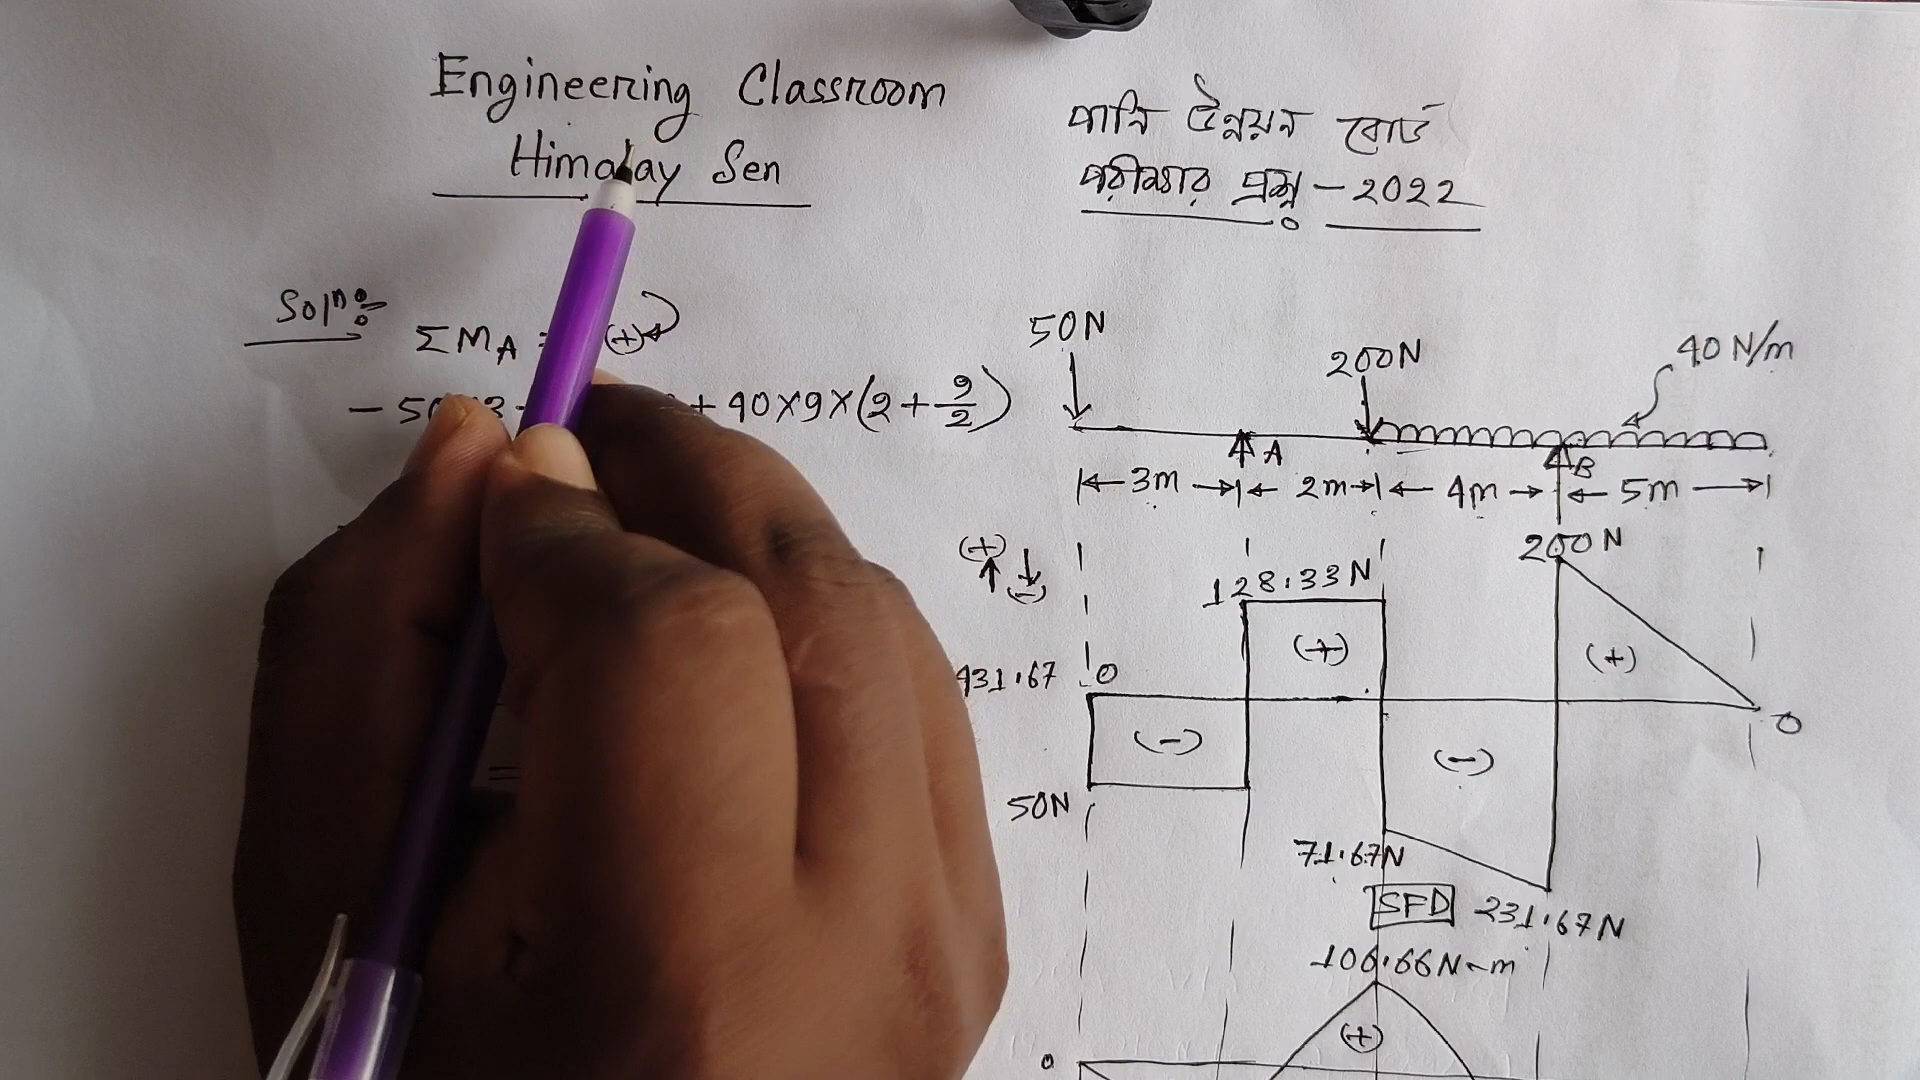 Engineering Classroom
Himalay Sen
পানি উন্নয়ন বোর্ড
পরীক্ষার প্রশ্ন - 2022
Solnঃ
ΣMA = (+)
+ 40×9×(2+9/2)
50N
200N
40 N/m
A
B
3m 2m 4m 5m
(+) (-)
200N
128.33N
(+)
(+)
431.67
0
0
(-)
(-)
=
50N
71.67N
SFD 231.67N
106.66N-m
(+)
0